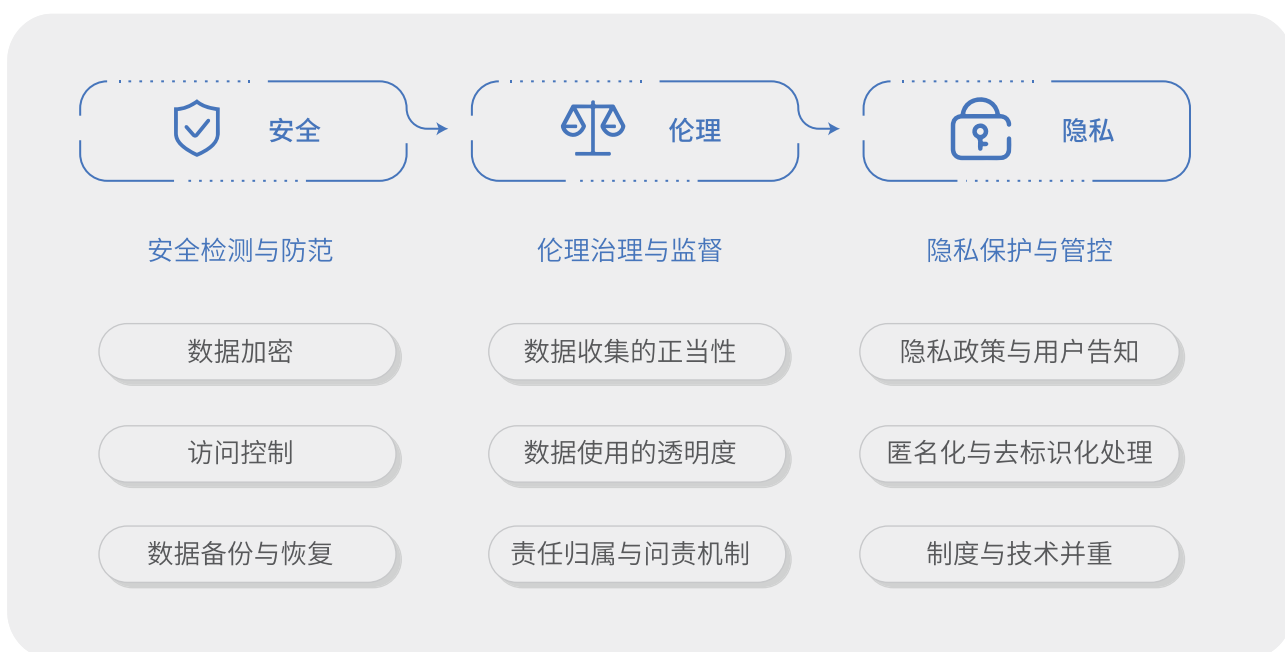 安全
伦理
隐私
安全检测与防范
伦理治理与监督
隐私保护与管控
数据加密
数据收集的正当性
隐私政策与用户告知
访问控制
数据使用的透明度
匿名化与去标识化处理
数据备份与恢复
责任归属与问责机制
制度与技术并重